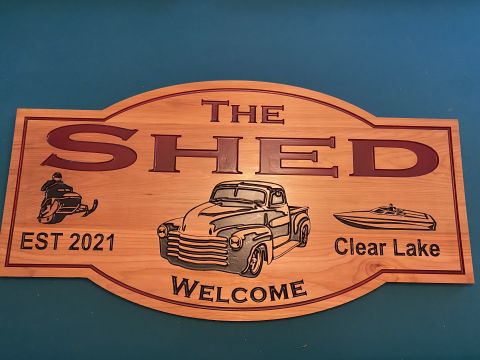 The
Shed
EST 2021
Clear Lake
Welcome